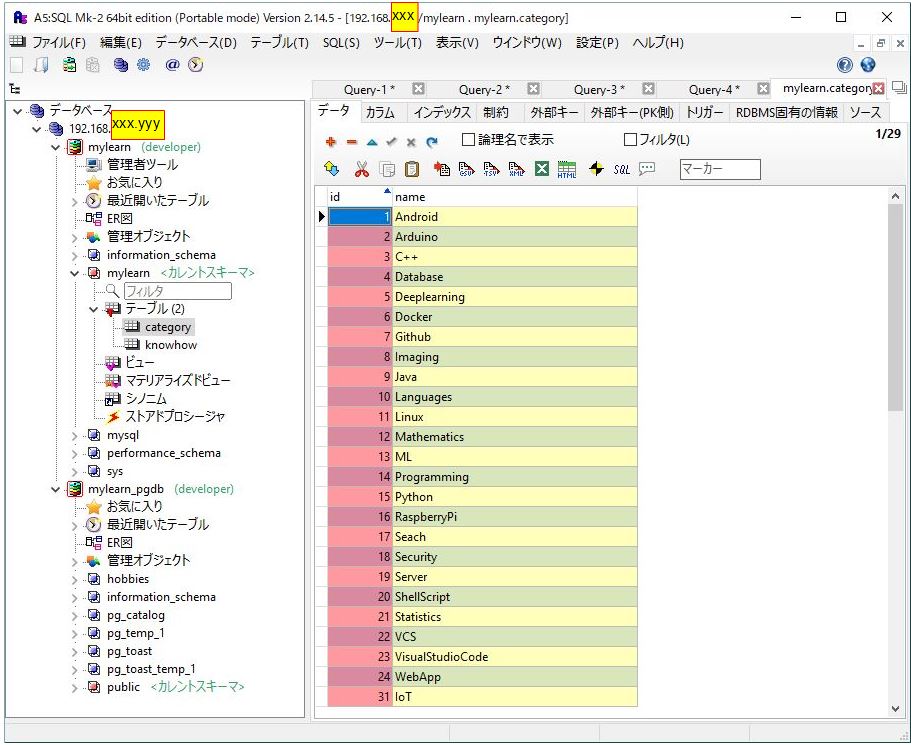 A5:SQL Mk-2 64bit edition (Portable mode) Version 2.14.5 - [192.168.xxx/mylearn . mylearn.category]
ファイル(F) 編集(E) データベース(D) テーブル(T) SQL(S) ツール(T) 表示(V) ウインドウ(W) 設定(P) ヘルプ(H)
Query-1 * Query-2 * Query-3 * Query-4 * mylearn.category
データ カラム インデックス 制約 外部キー 外部キー(PK側) トリガー RDBMS固有の情報 ソース
論理名で表示 フィルタ(L) 1/29
CSV TSV XML HTML SQL マーカー
データベース
192.168.xxx.yyy
mylearn (developer)
管理者ツール
お気に入り
最近開いたテーブル
ER図
管理オブジェクト
information_schema
mylearn <カレントスキーマ>
フィルタ
テーブル (2)
category
knowhow
ビュー
マテリアライズドビュー
シノニム
ストアドプロシージャ
mysql
performance_schema
sys
mylearn_pgdb (developer)
お気に入り
最近開いたテーブル
ER図
管理オブジェクト
hobbies
information_schema
pg_catalog
pg_temp_1
pg_toast
pg_toast_temp_1
public <カレントスキーマ>
id name
1 Android
2 Arduino
3 C++
4 Database
5 Deeplearning
6 Docker
7 Github
8 Imaging
9 Java
10 Languages
11 Linux
12 Mathematics
13 ML
14 Programming
15 Python
16 RaspberryPi
17 Seach
18 Security
19 Server
20 ShellScript
21 Statistics
22 VCS
23 VisualStudioCode
24 WebApp
31 IoT